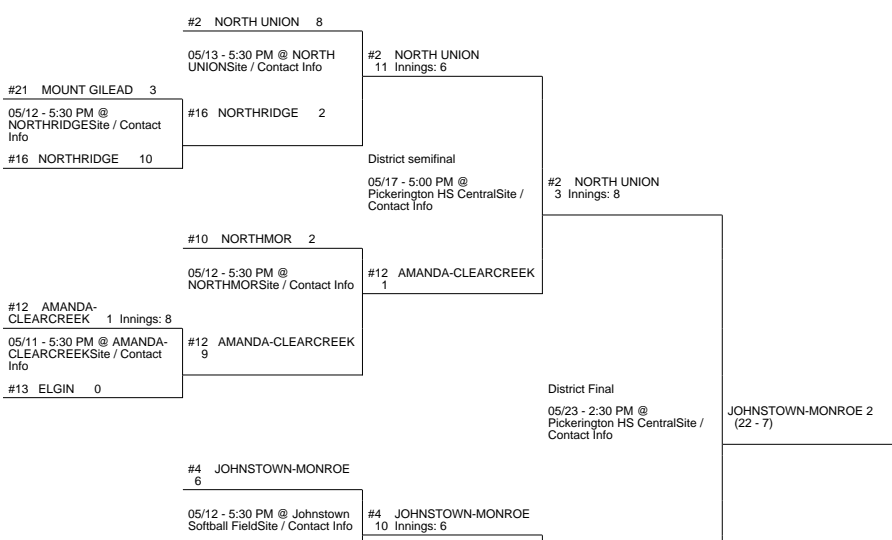 #2 NORTH UNION 8
05/13 - 5:30 PM @ NORTH
UNIONSite / Contact Info
#2 NORTH UNION
11 Innings: 6
#21 MOUNT GILEAD 3
05/12 - 5:30 PM @
NORTHRIDGESite / Contact
Info
#16 NORTHRIDGE 2
#16 NORTHRIDGE 10
District semifinal
05/17 - 5:00 PM @
Pickerington HS CentralSite /
Contact Info
#2 NORTH UNION
3 Innings: 8
#10 NORTHMOR 2
05/12 - 5:30 PM @
NORTHMORSite / Contact Info
#12 AMANDA-CLEARCREEK
1
#12 AMANDA-
CLEARCREEK 1 Innings: 8
05/11 - 5:30 PM @ AMANDA-
CLEARCREEKSite / Contact
Info
#12 AMANDA-CLEARCREEK
9
#13 ELGIN 0
District Final
05/23 - 2:30 PM @
Pickerington HS CentralSite /
Contact Info
JOHNSTOWN-MONROE 2
(22 - 7)
#4 JOHNSTOWN-MONROE
6
05/12 - 5:30 PM @ Johnstown
Softball FieldSite / Contact Info
#4 JOHNSTOWN-MONROE
10 Innings: 6